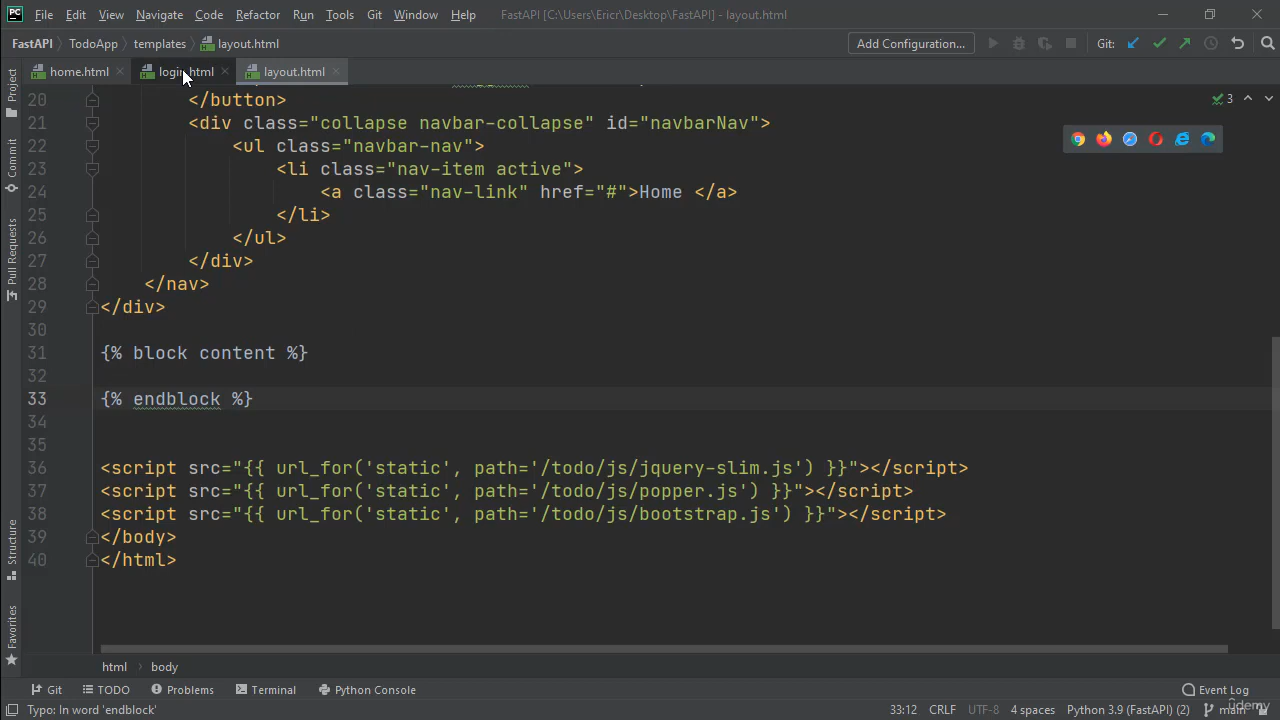 PC File Edit View Navigate Code Refactor Run Tools Git Window Help FastAPI [C:\Users\Ericr\Desktop\FastAPI] - layout.html
FastAPI TodoApp templates layout.html Add Configuration... Git:
home.html login.html layout.html
Project
Commit
Pull Requests
Structure
Favorites
3
20 </button>
21 <div class="collapse navbar-collapse" id="navbarNav">
22 <ul class="navbar-nav">
23 <li class="nav-item active">
24 <a class="nav-link" href="#">Home </a>
25 </li>
26 </ul>
27 </div>
28 </nav>
29 </div>
30
31 {% block content %}
32
33 {% endblock %}
34
35
36 <script src="{{ url_for('static', path='/todo/js/jquery-slim.js') }}"></script>
37 <script src="{{ url_for('static', path='/todo/js/popper.js') }}"></script>
38 <script src="{{ url_for('static', path='/todo/js/bootstrap.js') }}"></script>
39 </body>
40 </html>
html body
Git TODO Problems Terminal Python Console Event Log
Typo: In word 'endblock' 33:12 CRLF UTF-8 4 spaces Python 3.9 (FastAPI) (2) main
udemy